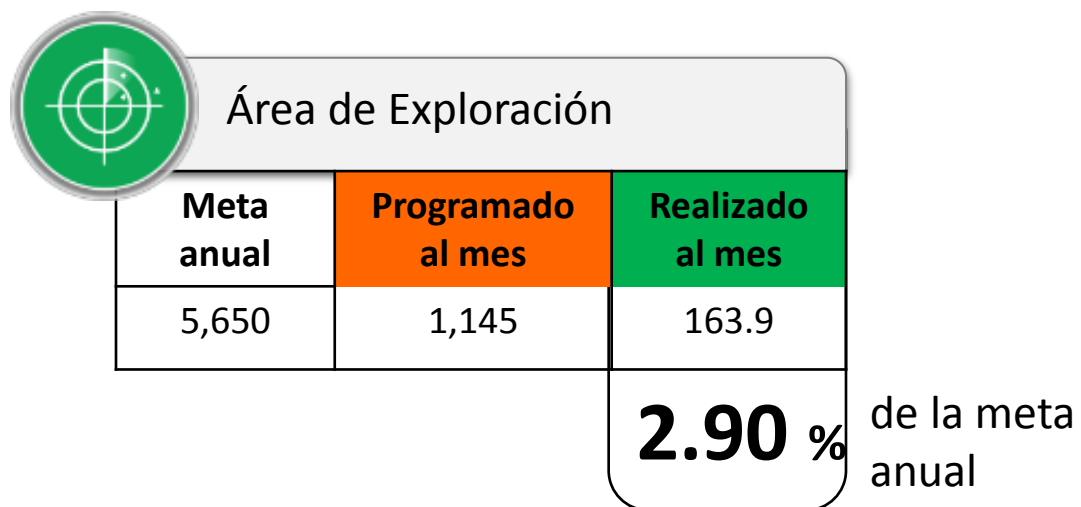 Área de Exploración
Meta anual
Programado al mes
Realizado al mes
5,650
1,145
163.9
2.90 %
de la meta
anual